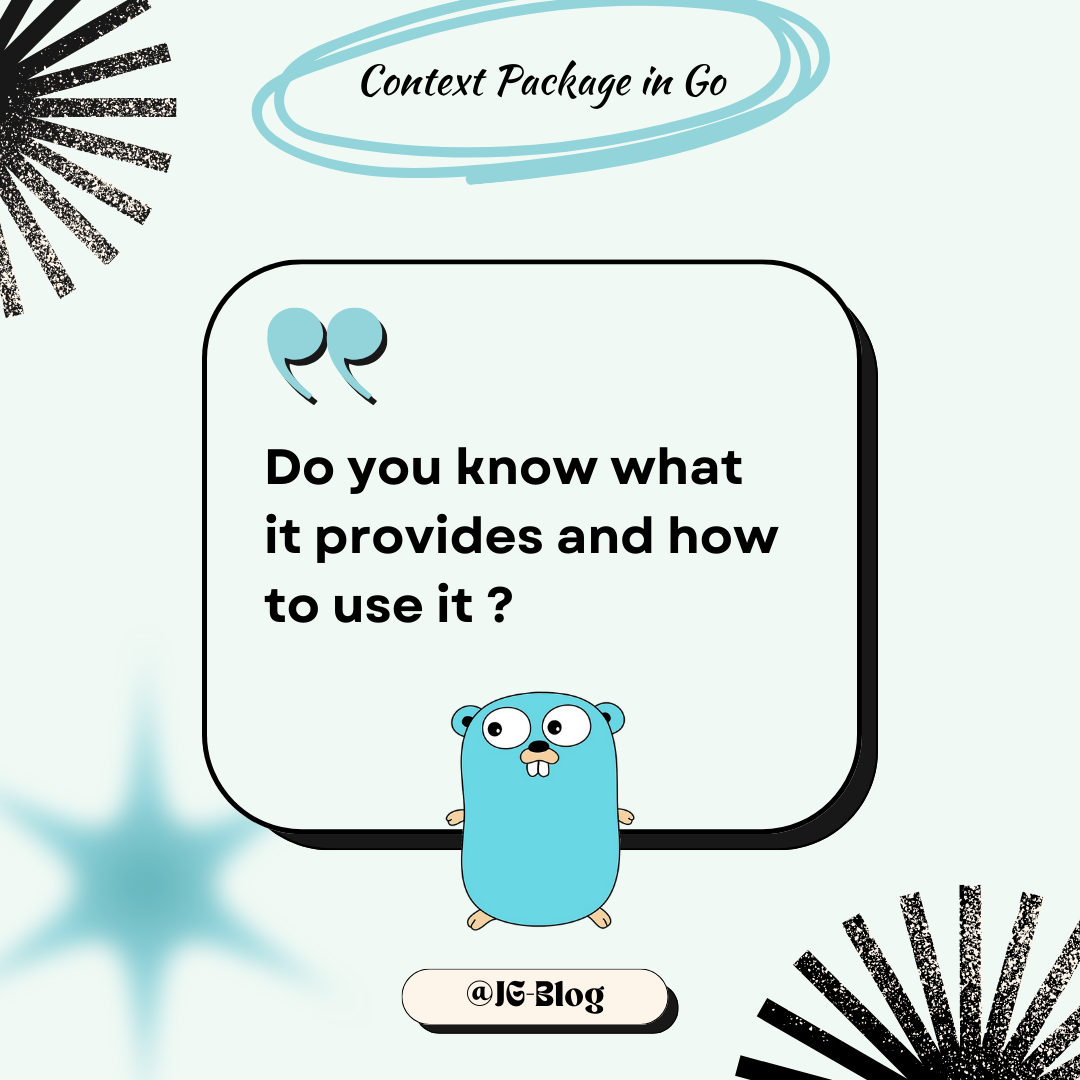 Context Package in Go
Do you know what
it provides and how
to use it ?
@JG-Blog